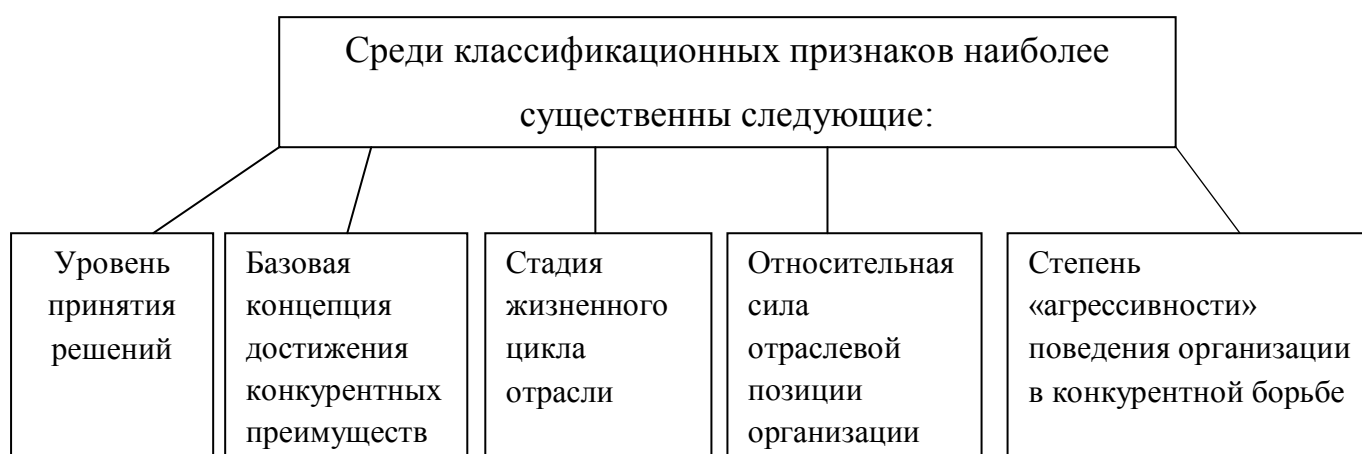 Среди классификационных признаков наиболее
существенны следующие:
Уровень
принятия
решений
Базовая
концепция
достижения
конкурентных
преимуществ
Стадия
жизненного
цикла
отрасли
Относительная
сила
отраслевой
позиции
организации
Степень
«агрессивности»
поведения организации
в конкурентной борьбе